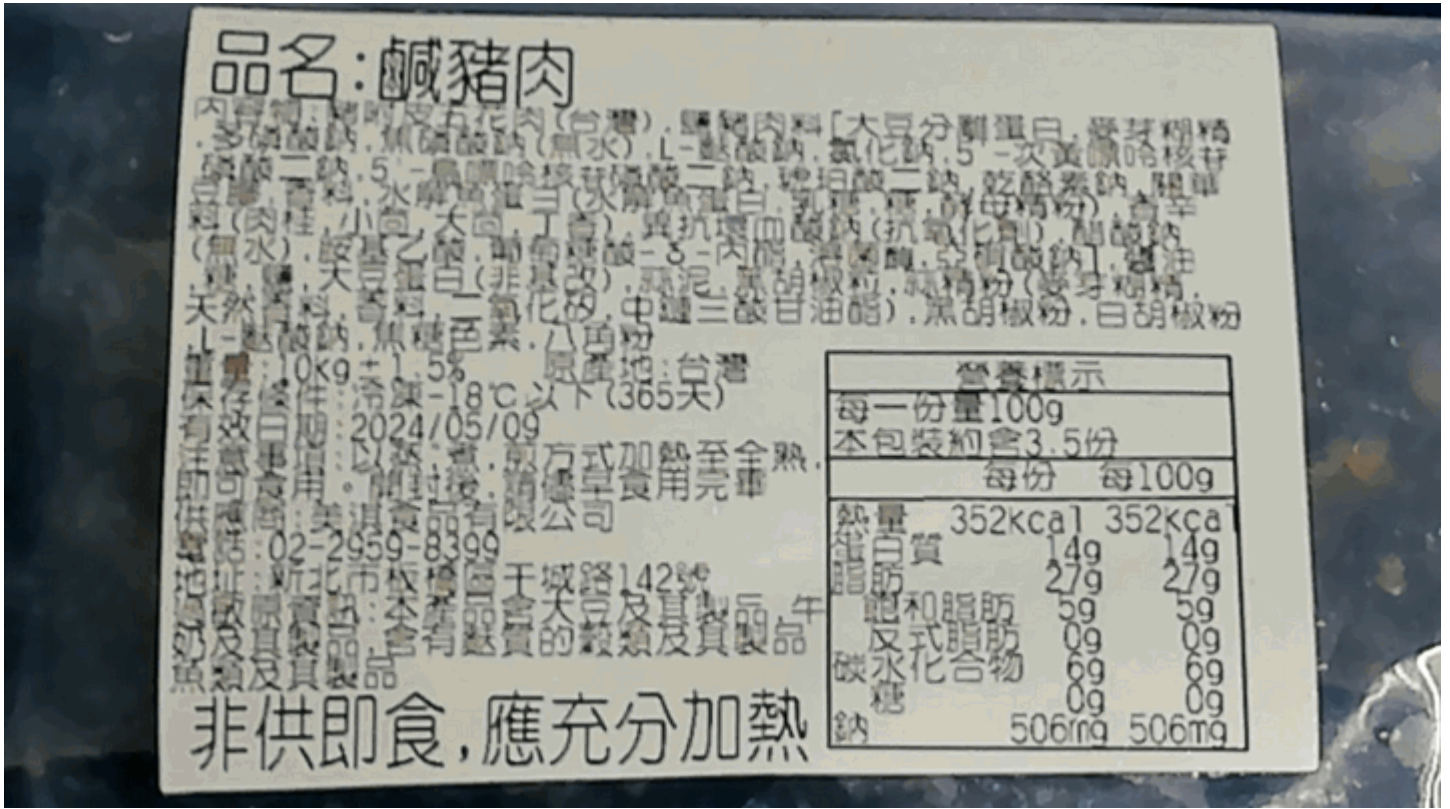 品名:鹹豬肉
內容物:豬附皮五花肉(台灣).鹽豬肉料[大豆分離蛋白.麥芽糊精
.多磷酸鈉.焦磷酸鈉(無水).L-麩酸鈉.氯化鈉.5'-次黃嘌呤核苷
磷酸二鈉.5'-鳥嘌呤核苷磷酸二鈉.琥珀酸二鈉.乾酪素鈉.關華
豆膠.香料.水解魚蛋白(水解魚蛋白.乳糖.糖.酵母精粉).香辛
料(肉桂.小茴.大茴.丁香).異抗壞血酸鈉(抗氧化劑).醋酸鈉
(無水).胺基乙酸.葡萄糖酸-δ-內酯.亞硝酸鈉].醬油
.糖.鹽.大豆蛋白(非基改).蒜泥.黑胡椒粒.蒜精粉(麥芽糊精.
天然香料.香料.二氧化矽.中鏈三酸甘油酯).黑胡椒粉.白胡椒粉
.L-麩酸鈉.焦糖色素.八角粉
重量:10kg±1.5% 原產地:台灣
保存條件:冷凍-18℃以下(365天)
有效日期:2024/05/09
注意事項:以蒸.煮.煎方式加熱至全熟.
即可食用。開封後.請儘早食用完畢
供應商:美淇食品有限公司
電話:02-2959-8399
地址:新北市板橋區干城路142號
過敏原資訊:本產品含大豆及其製品.牛
奶及其製品.含有麩質的穀類及其製品
魚類及其製品
非供即食,應充分加熱
營養標示
每一份量100g
本包裝約含3.5份
每份 每100g
熱量 352kcal 352kcal
蛋白質 14g 14g
脂肪 27g 27g
飽和脂肪 5g 5g
反式脂肪 0g 0g
碳水化合物 6g 6g
糖 0g 0g
鈉 506mg 506mg